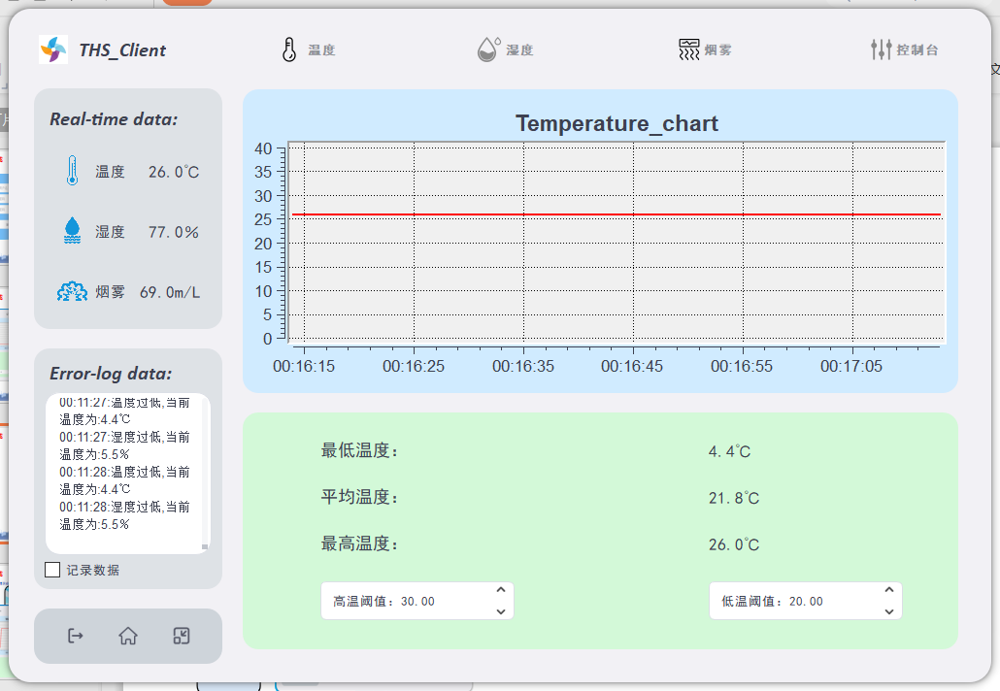 THS_Client
温度
湿度
烟雾
控制台
Real-time data:
温度 26.0℃
湿度 77.0%
烟雾 69.0m/L
Error-log data:
00:11:27:温度过低,当前
温度为:4.4℃
00:11:27:湿度过低,当前
温度为:5.5%
00:11:28:温度过低,当前
温度为:4.4℃
00:11:28:湿度过低,当前
温度为:5.5%
记录数据
Temperature_chart
40
35
30
25
20
15
10
5
0
00:16:15 00:16:25 00:16:35 00:16:45 00:16:55 00:17:05
最低温度： 4.4℃
平均温度： 21.8℃
最高温度： 26.0℃
高温阈值：30.00
低温阈值：20.00